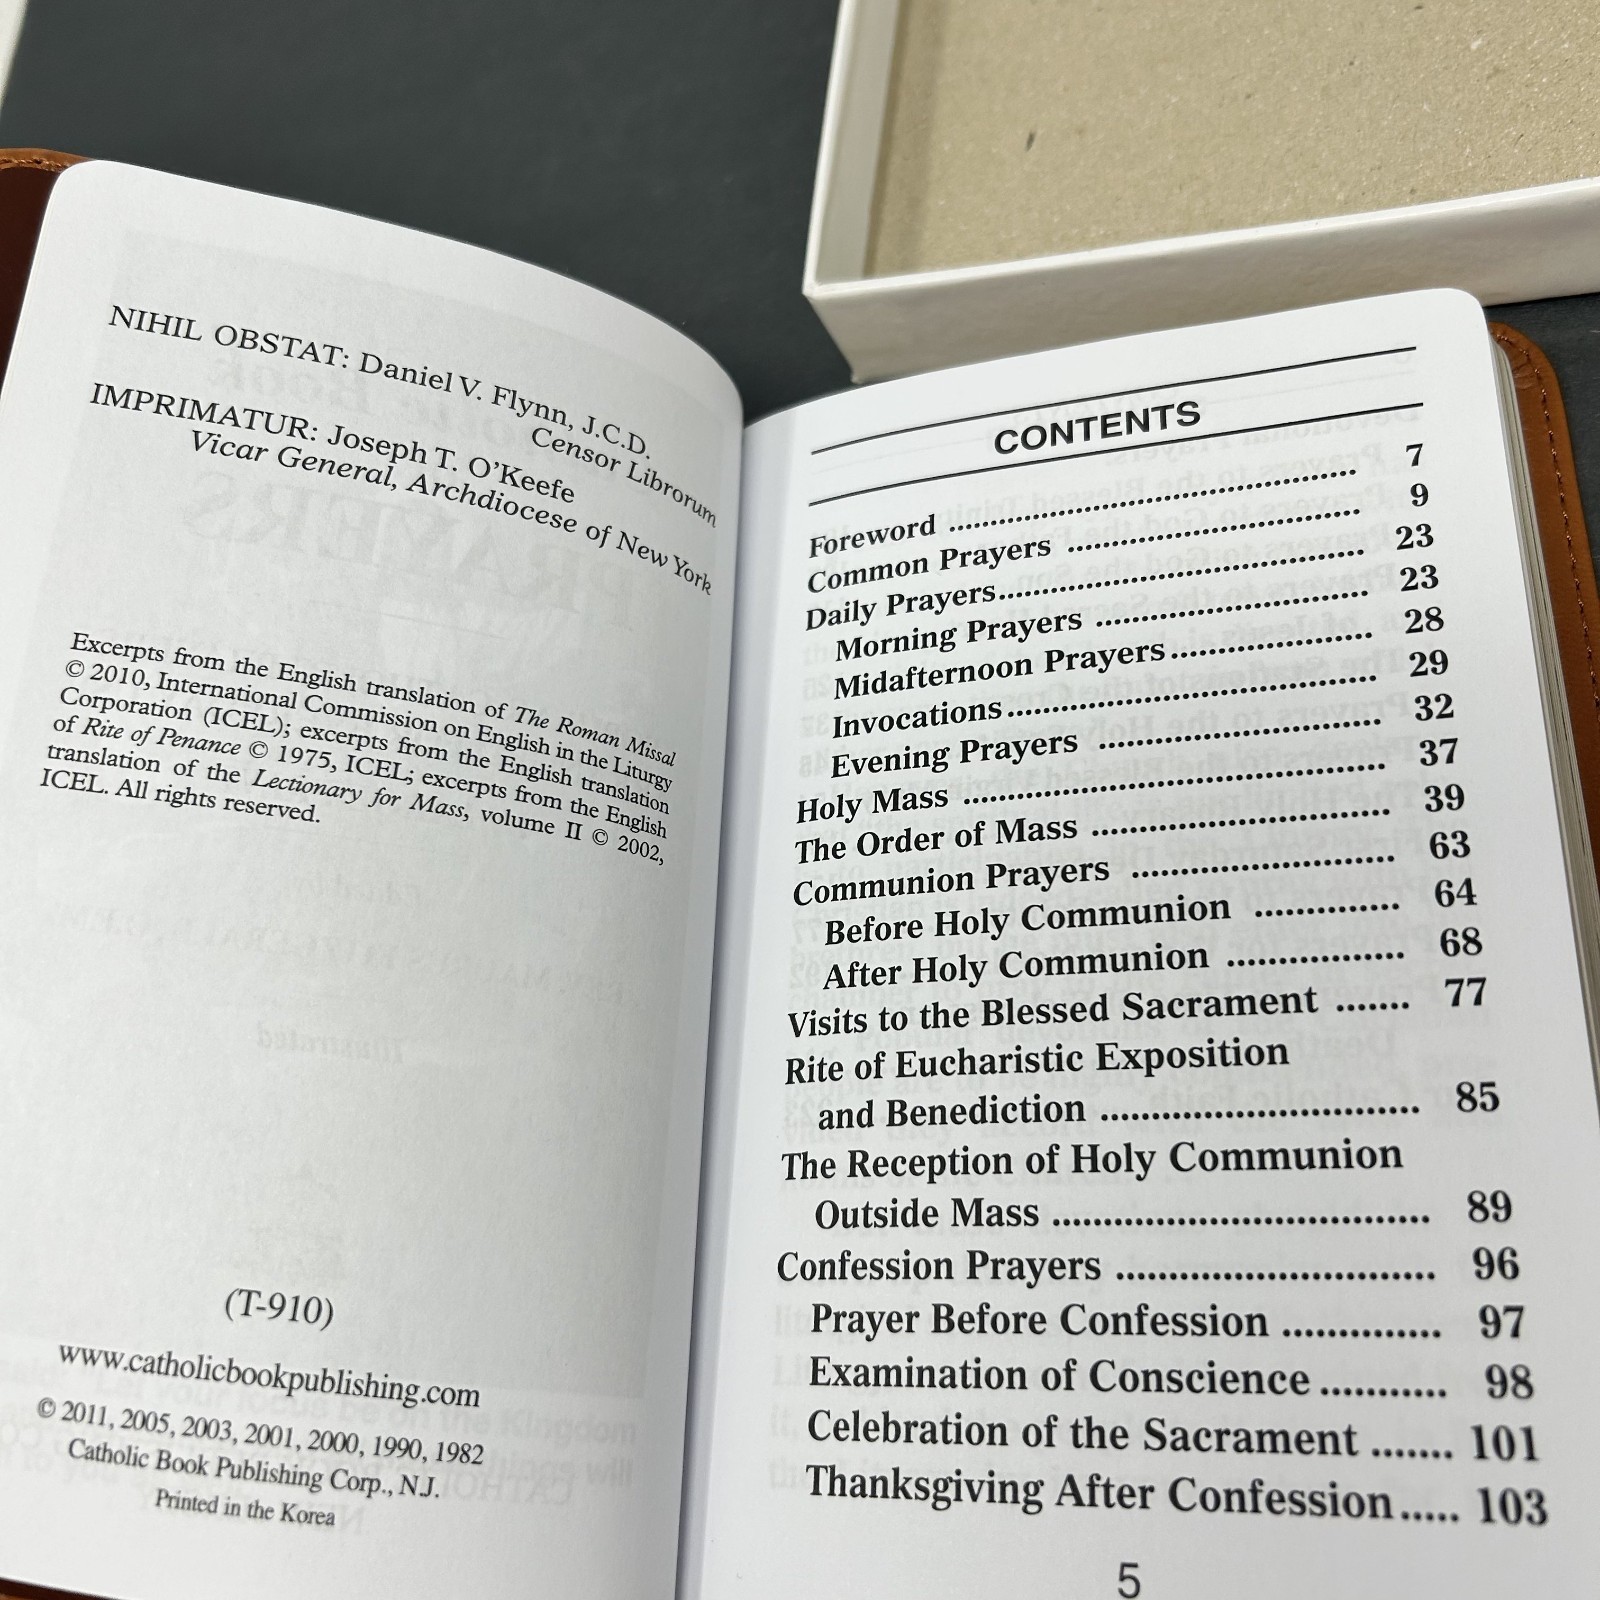 NIHIL OBSTAT: Daniel V. Flynn, J.C.D.
Censor Librorum
IMPRIMATUR: Joseph T. O'Keefe
Vicar General, Archdiocese of New York
Excerpts from the English translation of The Roman Missal
© 2010, International Commission on English in the Liturgy
Corporation (ICEL); excerpts from the English translation
of Rite of Penance © 1975, ICEL; excerpts from the English
translation of the Lectionary for Mass, volume II © 2002,
ICEL. All rights reserved.
(T-910)
www.catholicbookpublishing.com
© 2011, 2005, 2003, 2001, 2000, 1990, 1982
Catholic Book Publishing Corp., N.J.
Printed in the Korea
CONTENTS
Foreword ........................................ 7
Common Prayers ............................. 9
Daily Prayers................................... 23
Morning Prayers .......................... 23
Midafternoon Prayers.................... 28
Invocations................................... 29
Evening Prayers ........................... 32
Holy Mass ....................................... 37
The Order of Mass ........................... 39
Communion Prayers ........................ 63
Before Holy Communion .............. 64
After Holy Communion ................. 68
Visits to the Blessed Sacrament ....... 77
Rite of Eucharistic Exposition
and Benediction ............................... 85
The Reception of Holy Communion
Outside Mass .................................... 89
Confession Prayers ............................... 96
Prayer Before Confession .............. 97
Examination of Conscience............ 98
Celebration of the Sacrament ....... 101
Thanksgiving After Confession..... 103
5